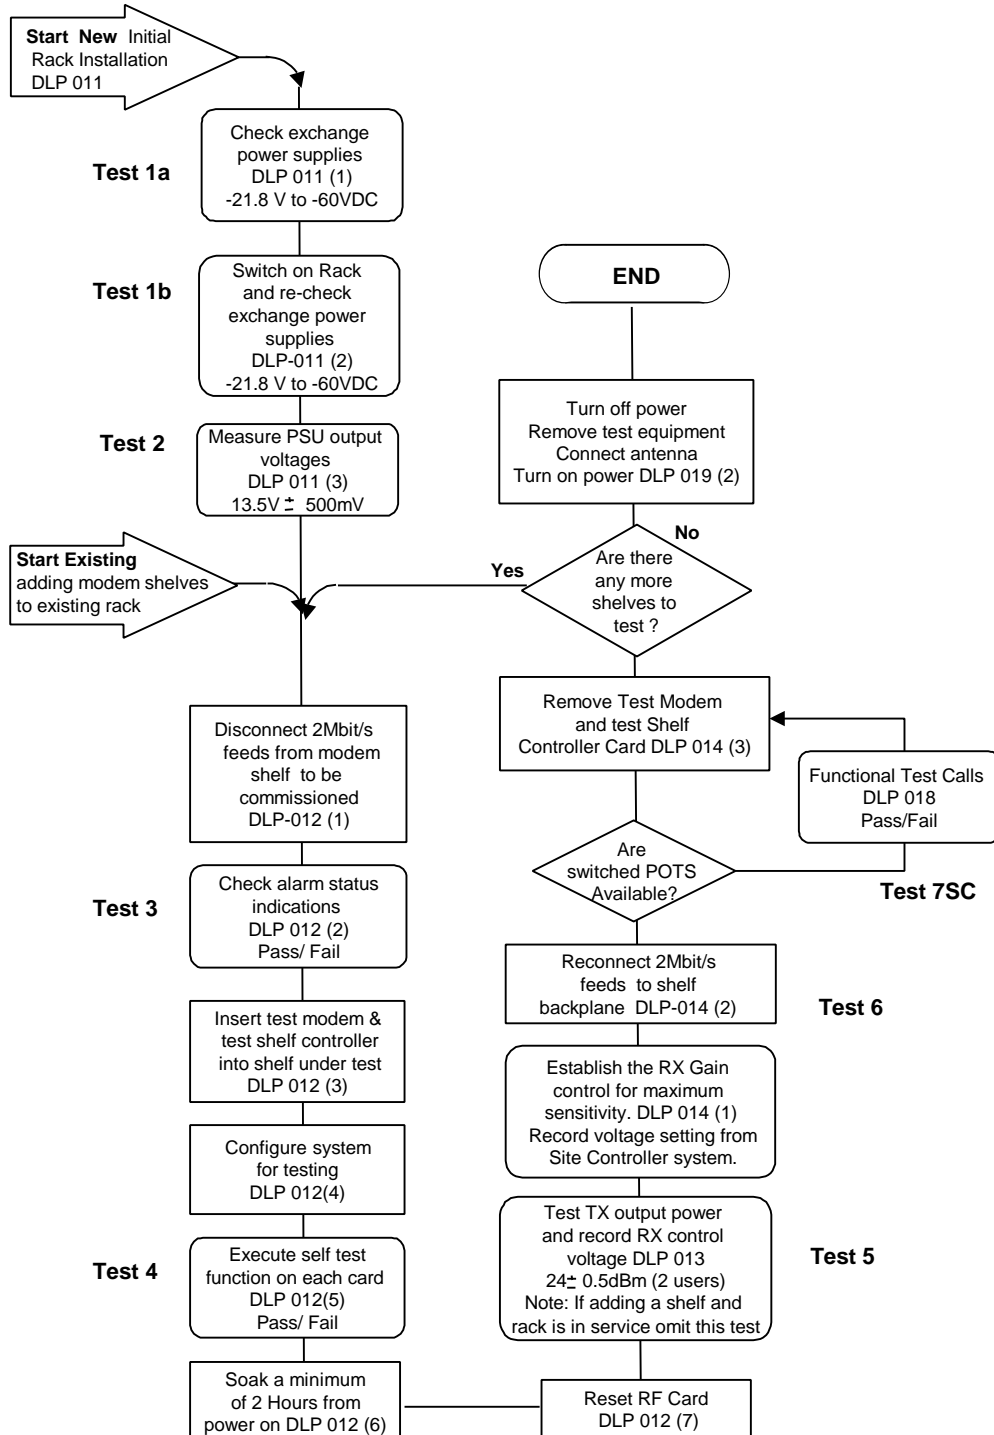 Start New Initial
Rack Installation
DLP 011
Test 1a
Check exchange
power supplies
DLP 011 (1)
-21.8 V to -60VDC
Test 1b
Switch on Rack
and re-check
exchange power
supplies
DLP-011 (2)
-21.8 V to -60VDC
Test 2
Measure PSU output
voltages
DLP 011 (3)
13.5V ± 500mV
Start Existing
adding modem shelves
to existing rack
Disconnect 2Mbit/s
feeds from modem
shelf to be
commissioned
DLP-012 (1)
Test 3
Check alarm status
indications
DLP 012 (2)
Pass/ Fail
Insert test modem &
test shelf controller
into shelf under test
DLP 012 (3)
Configure system
for testing
DLP 012(4)
Test 4
Execute self test
function on each card
DLP 012(5)
Pass/ Fail
Soak a minimum
of 2 Hours from
power on DLP 012 (6)
Reset RF Card
DLP 012 (7)
Test TX output power
and record RX control
voltage DLP 013
24± 0.5dBm (2 users)
Note: If adding a shelf and
rack is in service omit this test
Test 5
Establish the RX Gain
control for maximum
sensitivity. DLP 014 (1)
Record voltage setting from
Site Controller system.
Reconnect 2Mbit/s
feeds to shelf
backplane DLP-014 (2)
Test 6
Are
switched POTS
Available?
Test 7SC
Functional Test Calls
DLP 018
Pass/Fail
Remove Test Modem
and test Shelf
Controller Card DLP 014 (3)
Are there
any more
shelves to
test ?
Yes
No
Turn off power
Remove test equipment
Connect antenna
Turn on power DLP 019 (2)
END